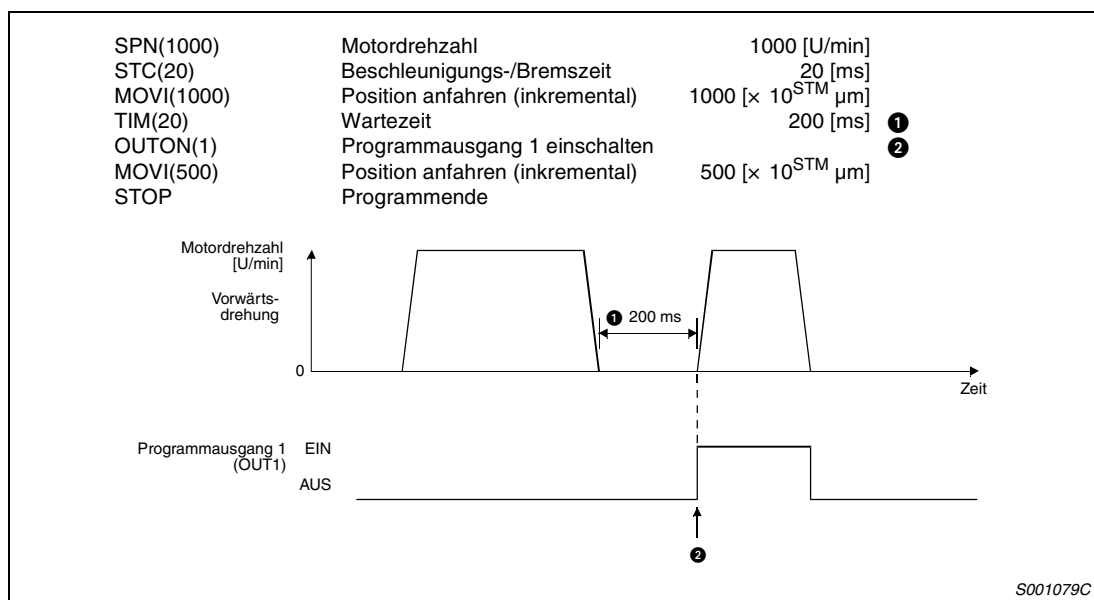 SPN(1000) Motordrehzahl 1000 [U/min]
STC(20) Beschleunigungs-/Bremszeit 20 [ms]
MOVI(1000) Position anfahren (inkremental) 1000 [× 10^STM µm]
TIM(20) Wartezeit 200 [ms] ❶
OUTON(1) Programmausgang 1 einschalten ❷
MOVI(500) Position anfahren (inkremental) 500 [× 10^STM µm]
STOP Programmende
Motordrehzahl
[U/min]
Vorwärts-
drehung
❶ 200 ms
0
Zeit
Programmausgang 1 EIN
(OUT1)
AUS
❷
S001079C